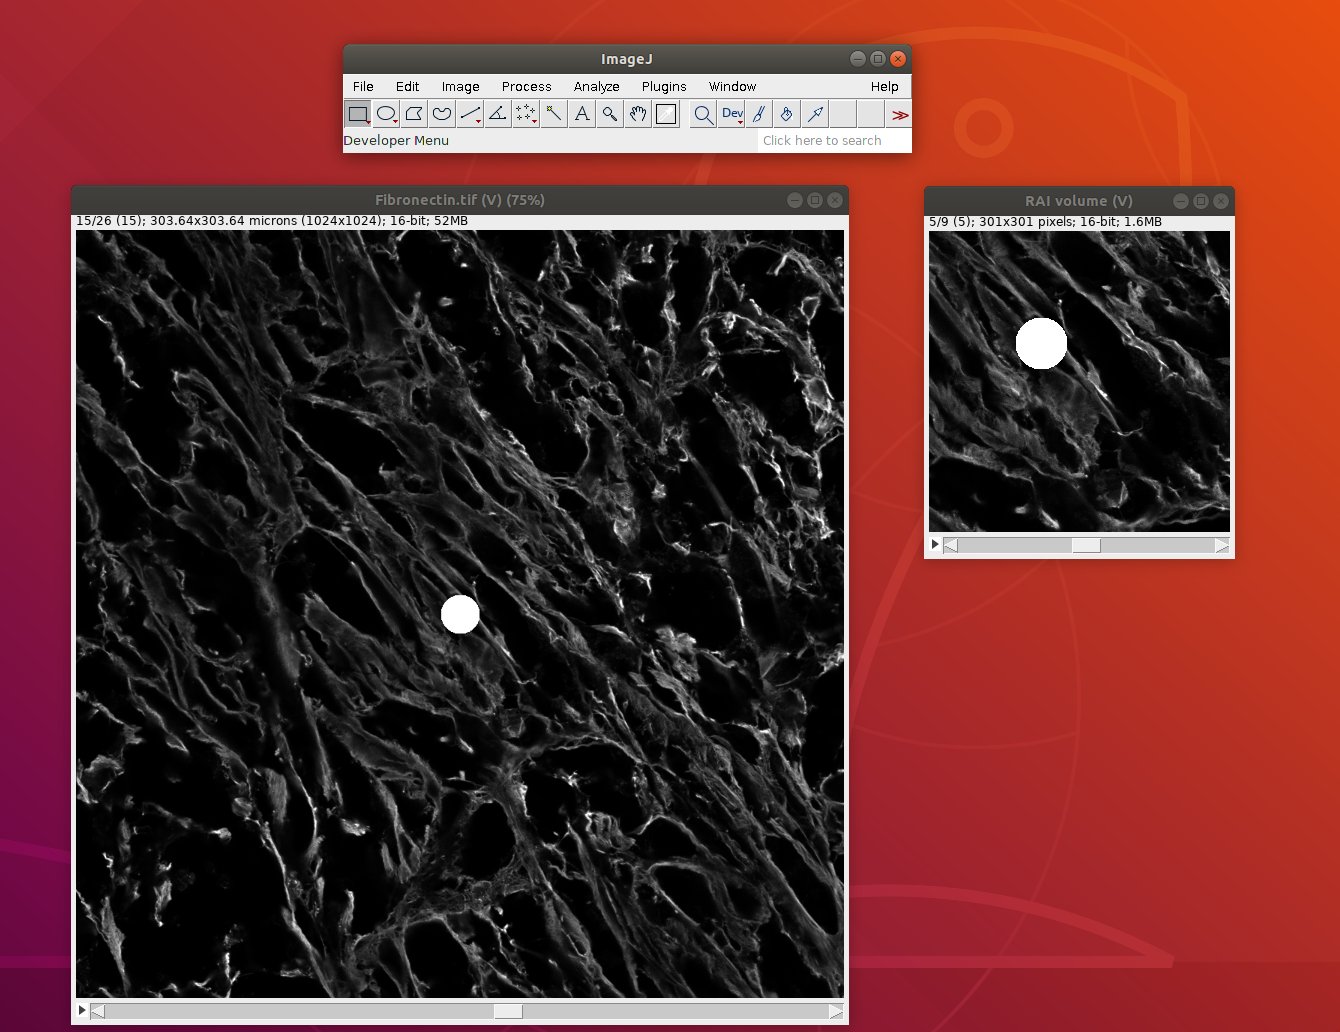 ImageJ
File Edit Image Process Analyze Plugins Window Help
A Dev >>
Developer Menu Click here to search
Fibronectin.tif (V) (75%)
15/26 (15); 303.64x303.64 microns (1024x1024); 16-bit; 52MB
RAI volume (V)
5/9 (5); 301x301 pixels; 16-bit; 1.6MB